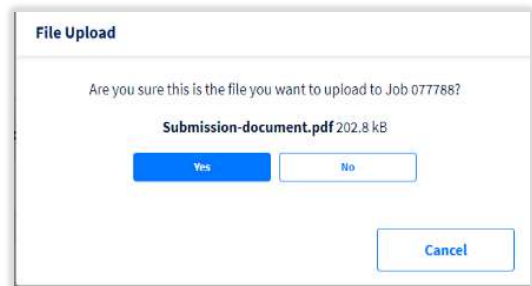 File Upload
Are you sure this is the file you want to upload to Job 077788?
Submission-document.pdf 202.8 kB
Yes No
Cancel